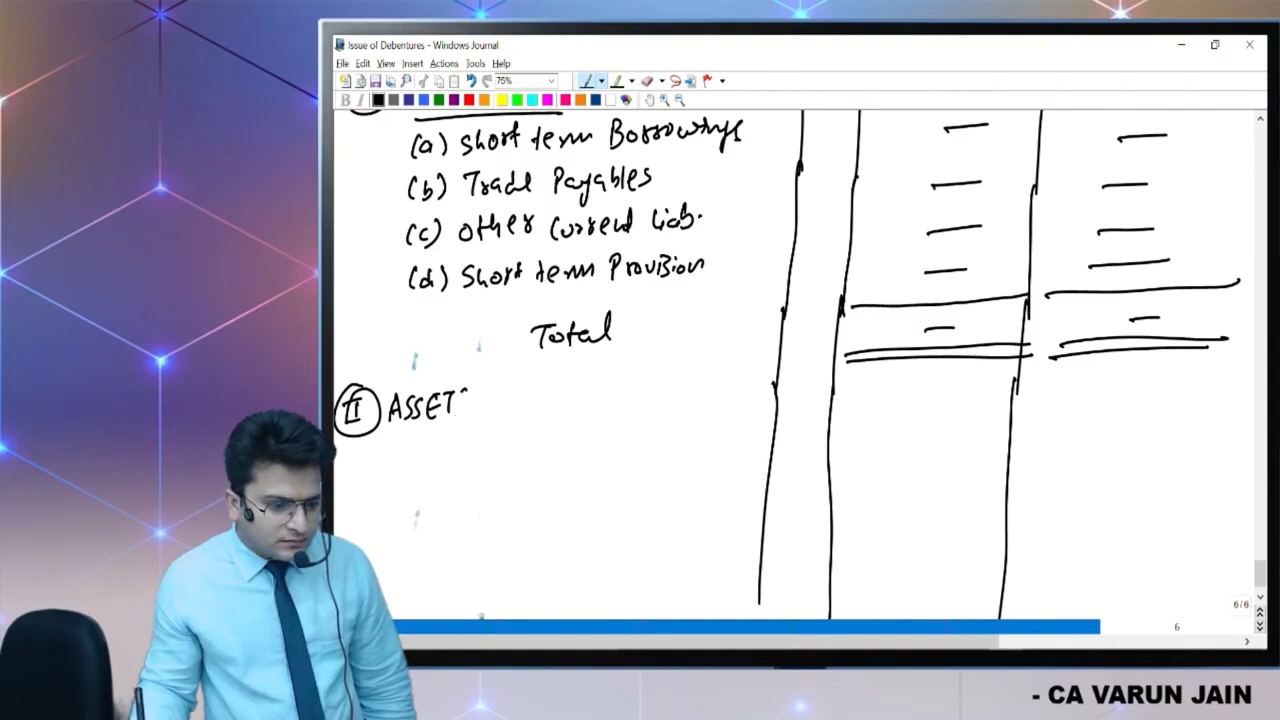 Issue of Debentures - Windows Journal
File Edit View Insert Actions Tools Help
75%
B I
(a) Short term Borrowings
(b) Trade Payables
(c) Other Current Liab.
(d) Short term Provision
Total
II ASSET
6/6
6
- CA VARUN JAIN